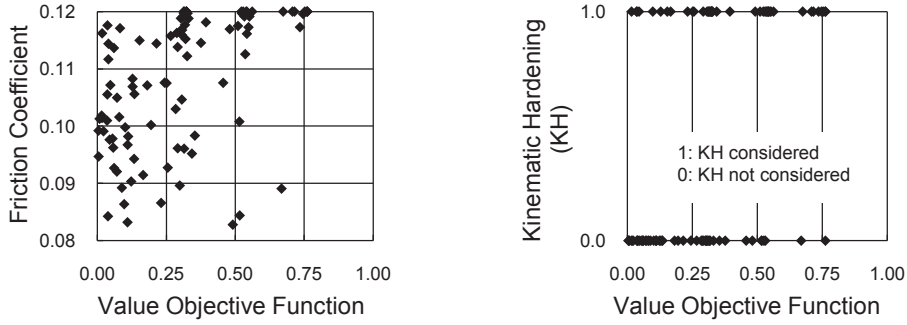 Friction Coefficient
0.12
0.11
0.10
0.09
0.08
0.00 0.25 0.50 0.75 1.00
Value Objective Function
Kinematic Hardening
(KH)
1.0
0.0
1: KH considered
0: KH not considered
0.00 0.25 0.50 0.75 1.00
Value Objective Function